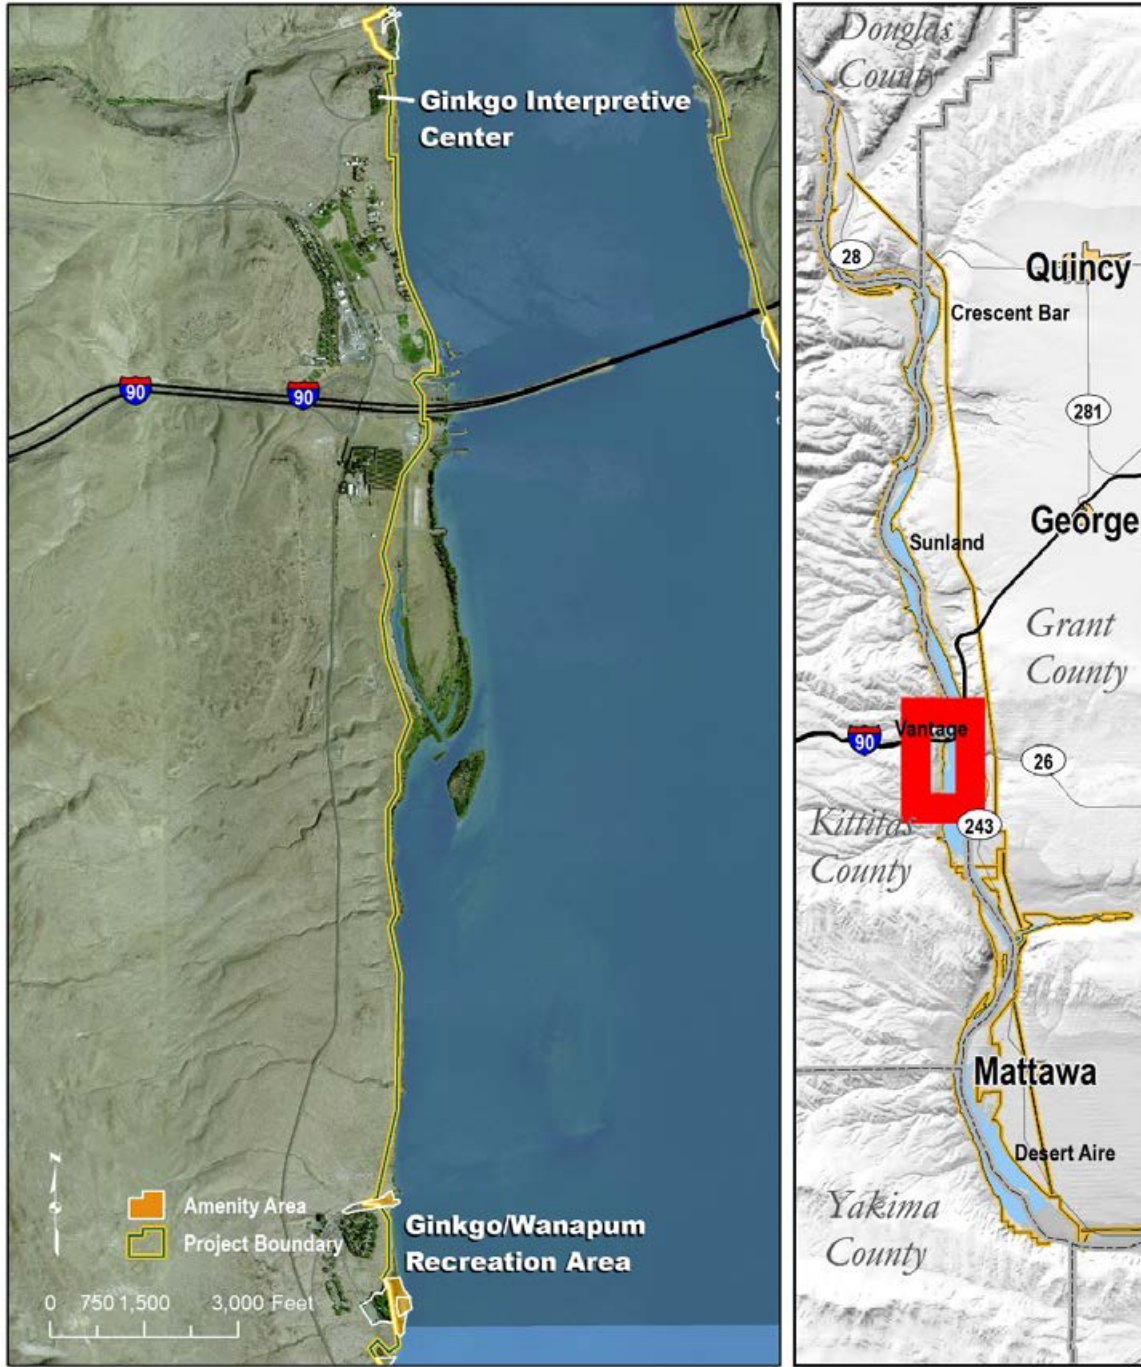 Ginkgo Interpretive
Center
90
90
N
Amenity Area
Project Boundary
Ginkgo/Wanapum
Recreation Area
0 750 1,500 3,000 Feet
Douglas
County
28
Quincy
Crescent Bar
281
George
Sunland
Grant
County
90
Vantage
26
Kittitas
County
243
Mattawa
Desert Aire
Yakima
County